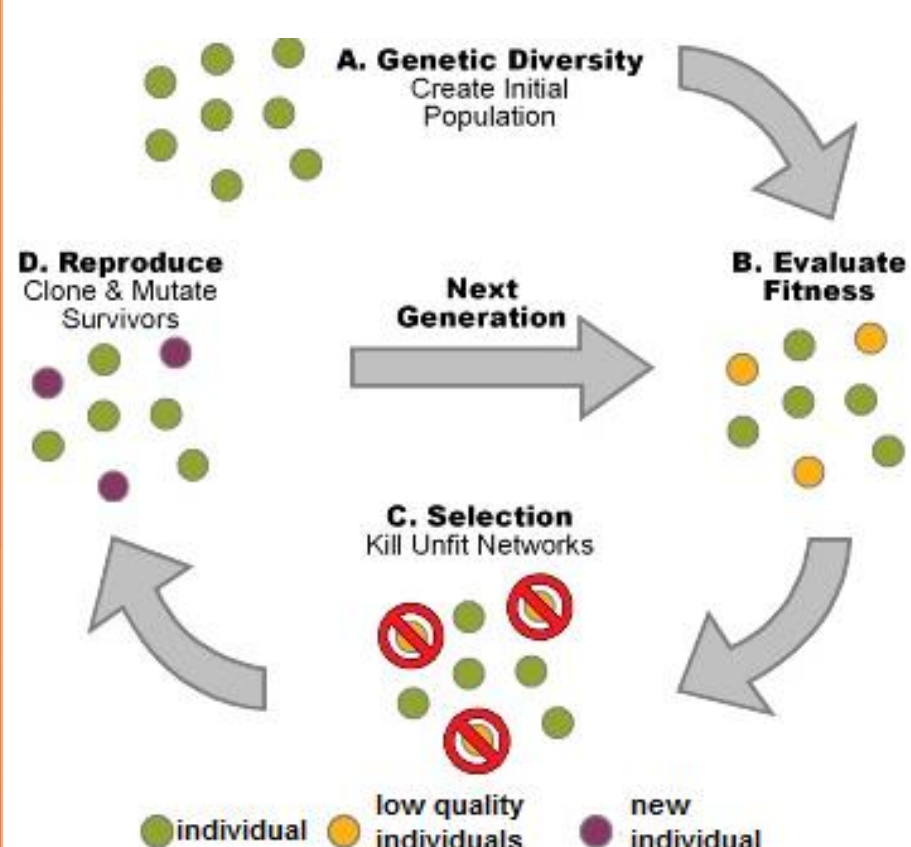 A. Genetic Diversity
Create Initial
Population
D. Reproduce
Clone & Mutate
Survivors
Next
Generation
B. Evaluate
Fitness
C. Selection
Kill Unfit Networks
individual
low quality
individuals
new
individual